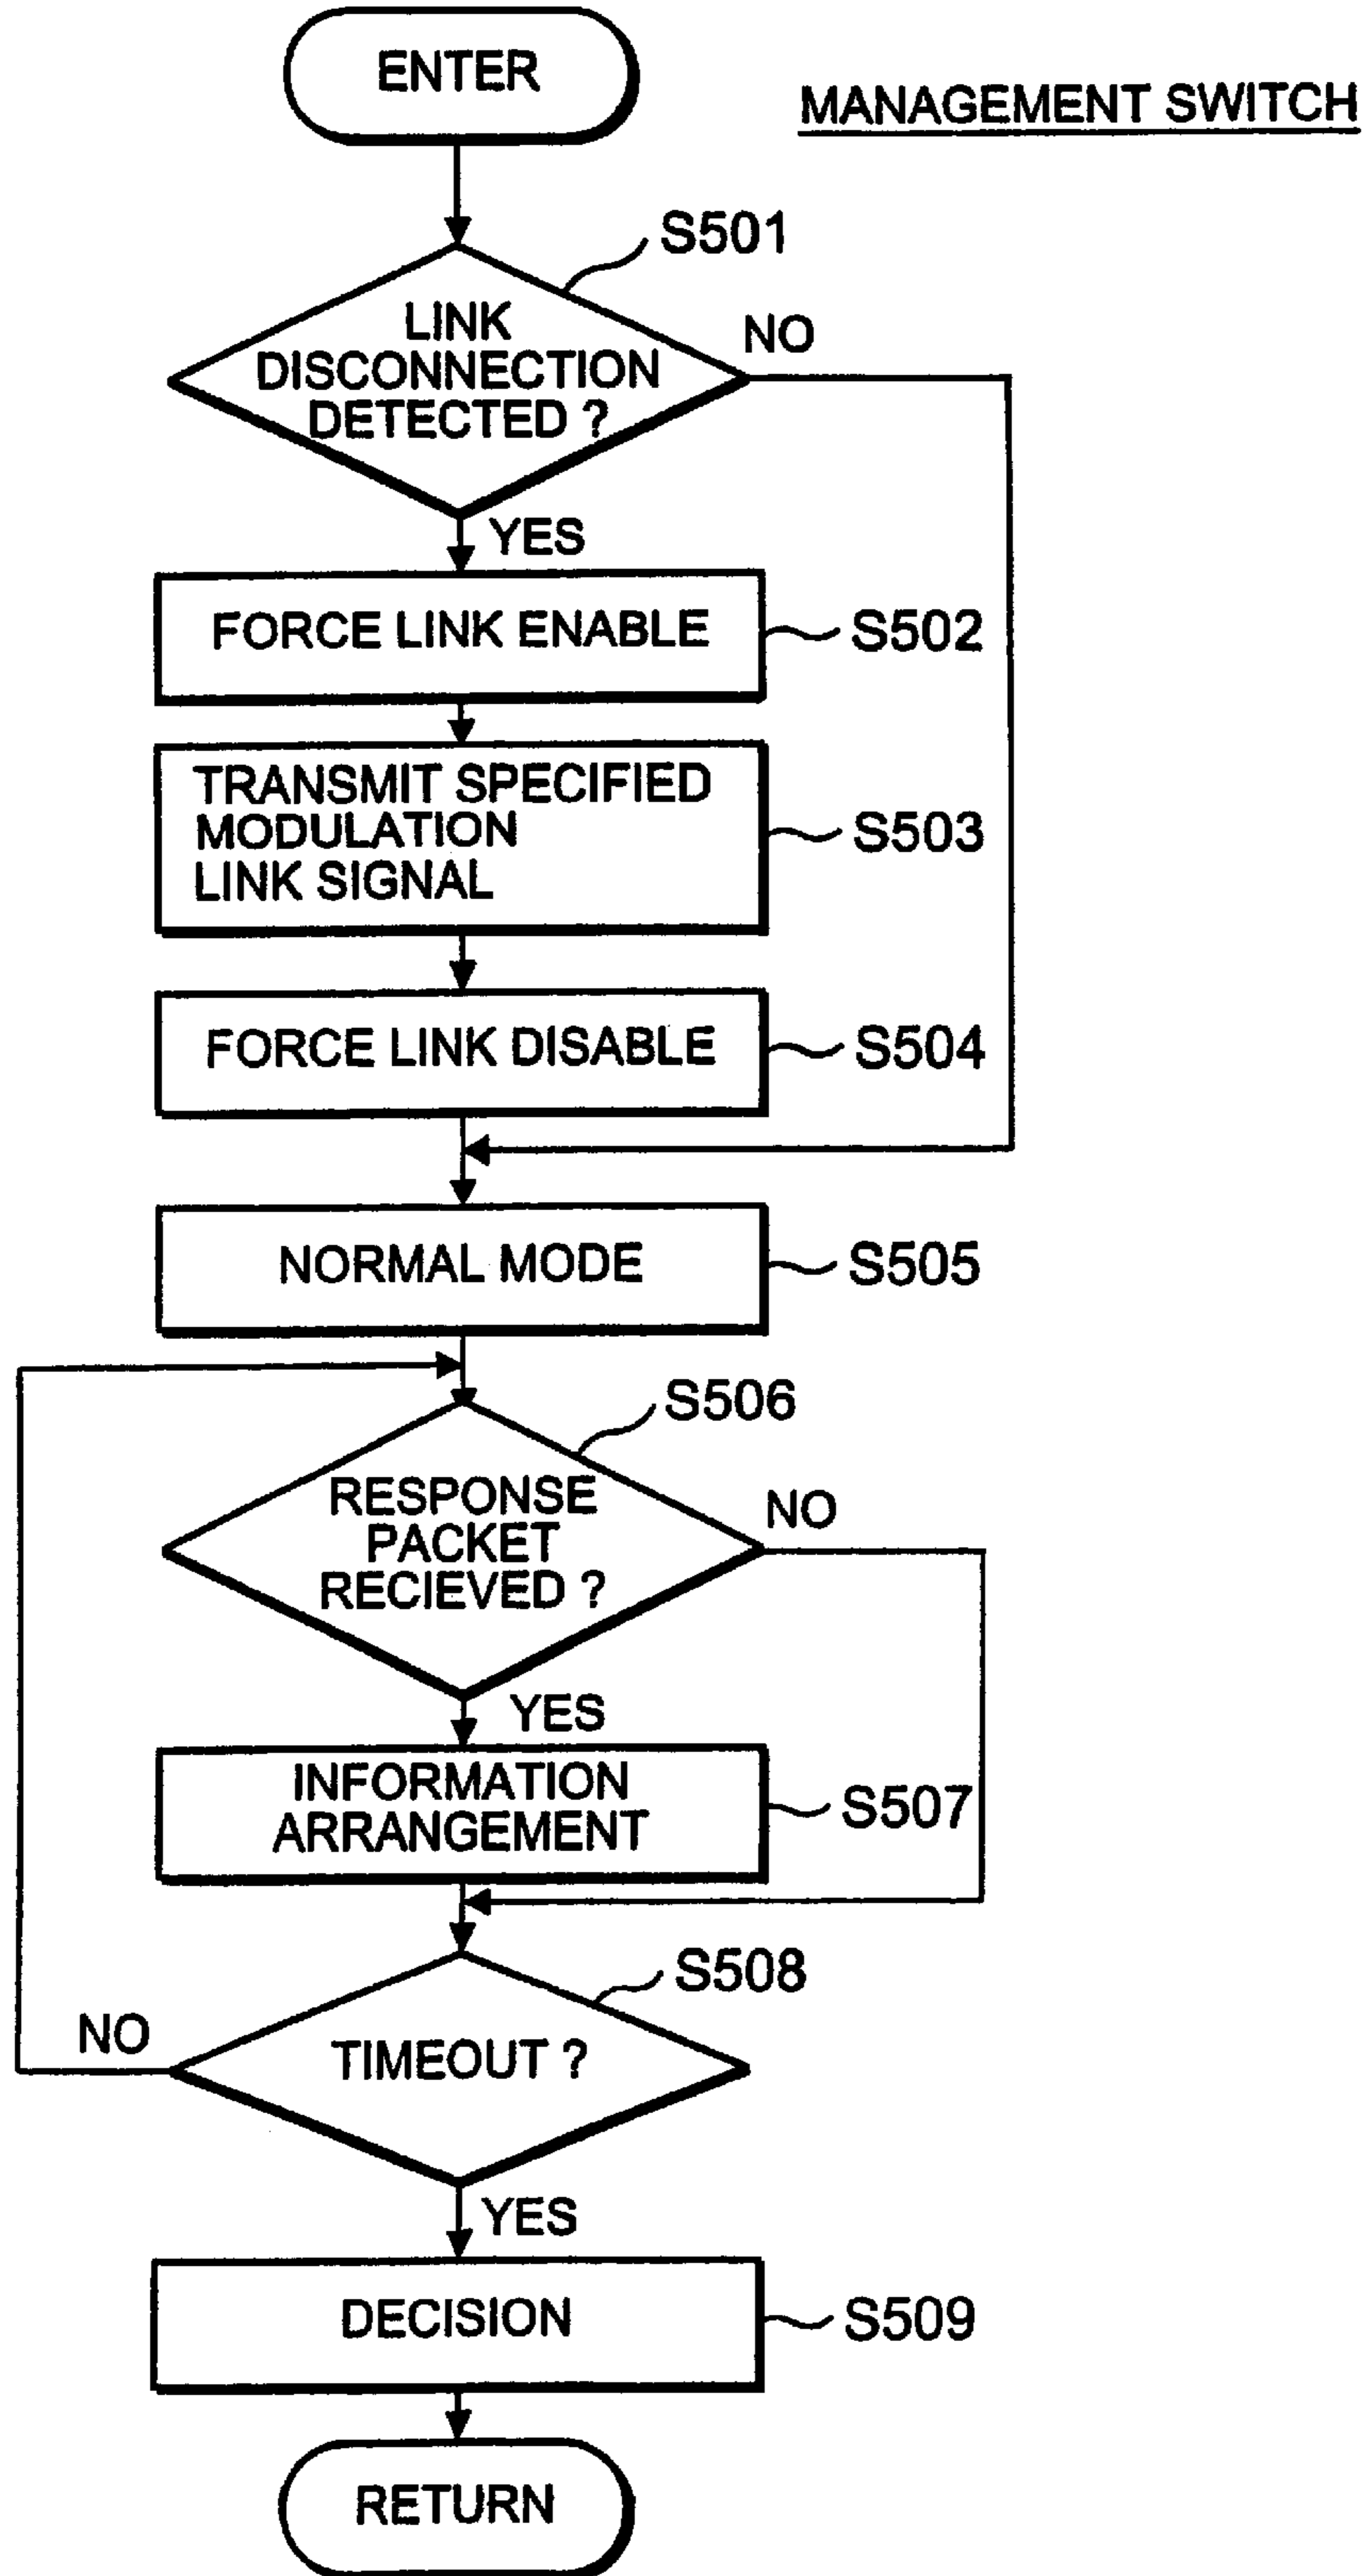 ENTER
MANAGEMENT SWITCH
S501
LINK
DISCONNECTION
DETECTED ?
NO
YES
FORCE LINK ENABLE
S502
TRANSMIT SPECIFIED
MODULATION
LINK SIGNAL
S503
FORCE LINK DISABLE
S504
NORMAL MODE
S505
S506
RESPONSE
PACKET
RECIEVED ?
NO
YES
INFORMATION
ARRANGEMENT
S507
S508
NO
TIMEOUT ?
YES
DECISION
S509
RETURN